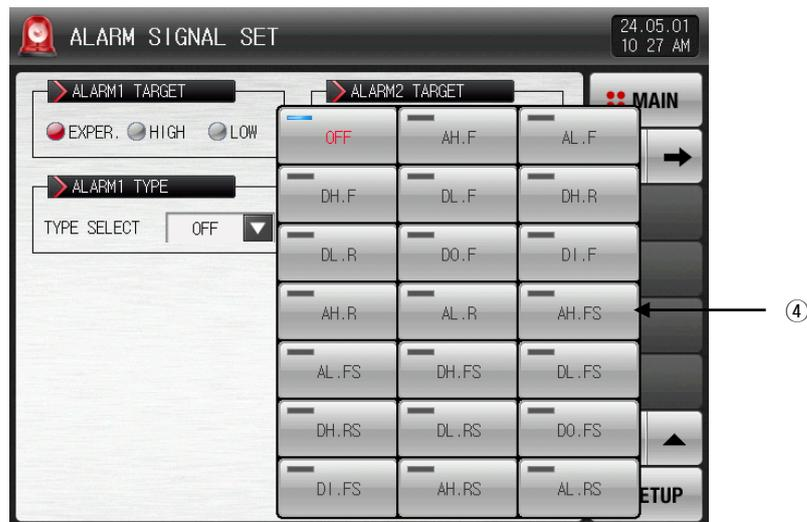 ALARM SIGNAL SET
24.05.01
10 27 AM
ALARM1 TARGET
ALARM2 TARGET
MAIN
EXPER. HIGH LOW
ALARM1 TYPE
TYPE SELECT OFF
OFF AH.F AL.F
DH.F DL.F DH.R
DL.R DO.F DI.F
AH.R AL.R AH.FS
④
AL.FS DH.FS DL.FS
DH.RS DL.RS DO.FS
DI.FS AH.RS AL.RS
ETUP